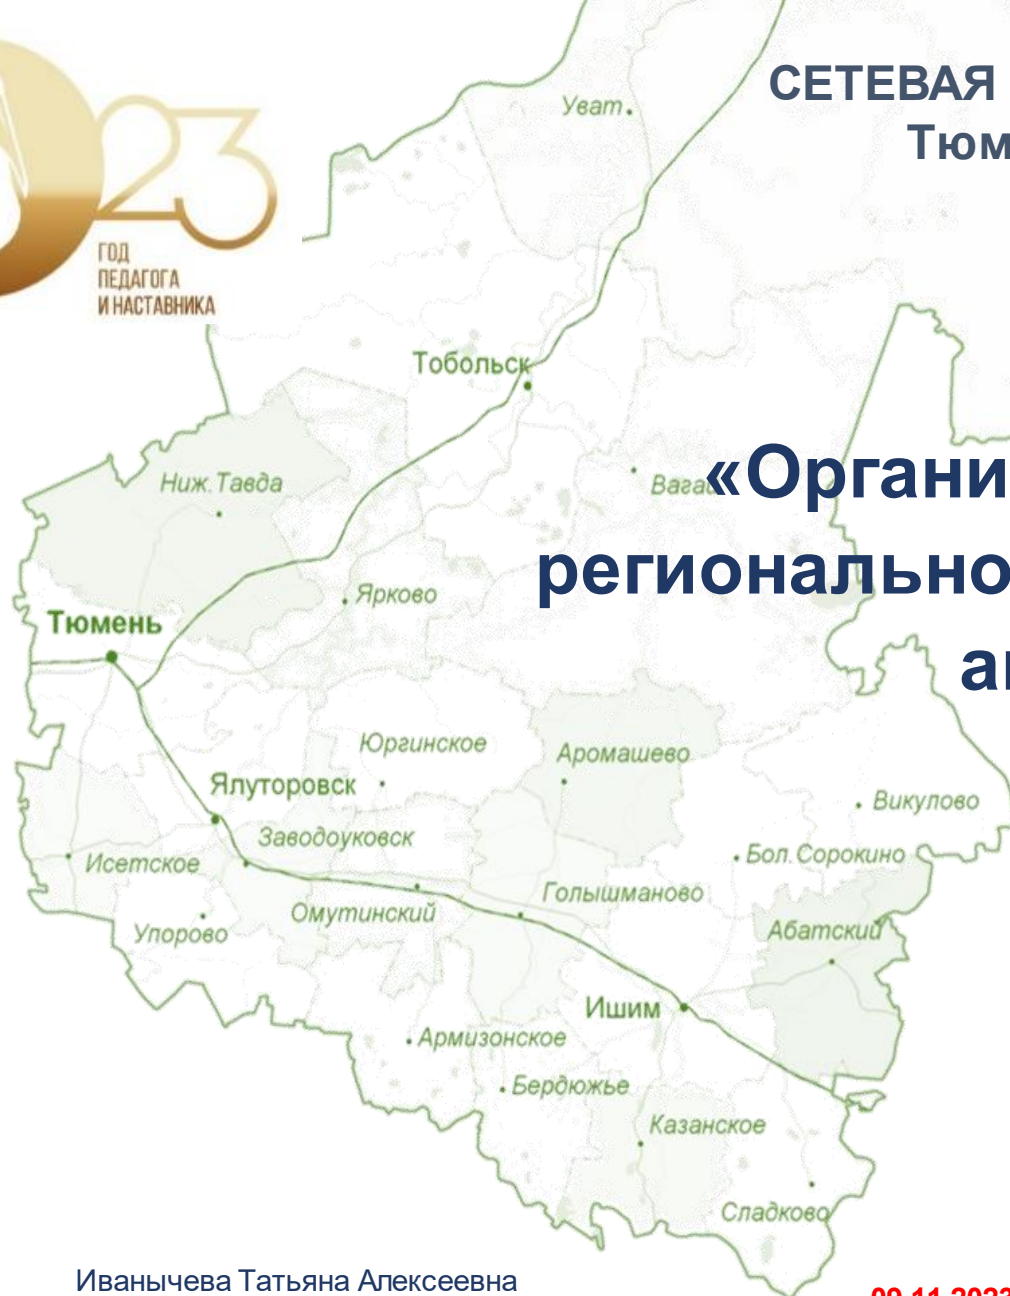 СЕТЕВАЯ
Уват
23
ГОД
ПЕДАГОГА
И НАСТАВНИКА
Тобольск
«Органи
Ниж.Тавда
регионально
Ярково
Тюмень
Юргинское
Аромашево
Ялуторовск
Викулово
Заводоуковск
Бол.Сорокино
Исетское
Голышманово
Омутинский
Абатский
Упорово
Ишим
Армизонское
Бердюжье
Казанское
Сладково
Иванычева Татьяна Алексеевна